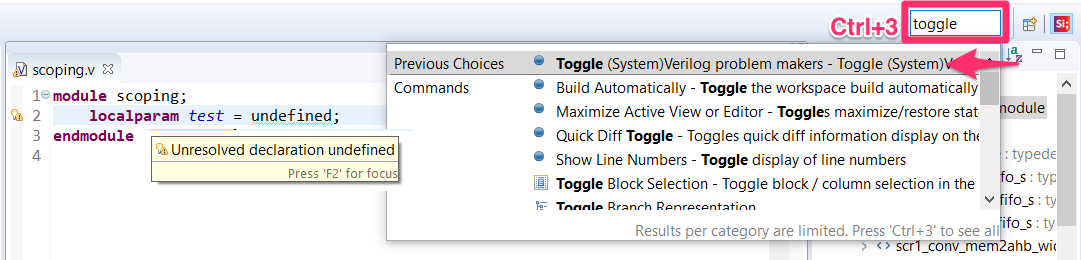 Ctrl+3
toggle
Si;
scoping.v
Previous Choices
Toggle (System)Verilog problem makers - Toggle (System)V
Commands
Build Automatically - Toggle the workspace build automatically
Maximize Active View or Editor - Toggles maximize/restore stat
Quick Diff Toggle - Toggles quick diff information display on the
Show Line Numbers - Toggle display of line numbers
Toggle Block Selection - Toggle block / column selection in the
Toggle Branch Representation
Results per category are limited. Press 'Ctrl+3' to see all
1 module scoping;
2 localparam test = undefined;
3 endmodule
4
Unresolved declaration undefined
Press 'F2' for focus
module
: typede
fifo_s : typ
fifo_s : typ
fifo_s : typ
scr1_conv_mem2ahb_wid